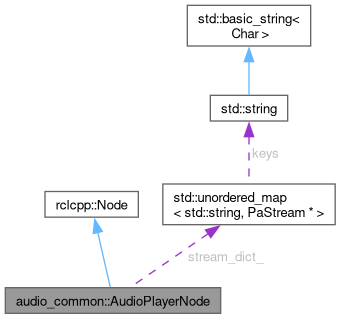 std::basic_string<
Char >
std::string
keys
rclcpp::Node
std::unordered_map
< std::string, PaStream * >
stream_dict_
audio_common::AudioPlayerNode